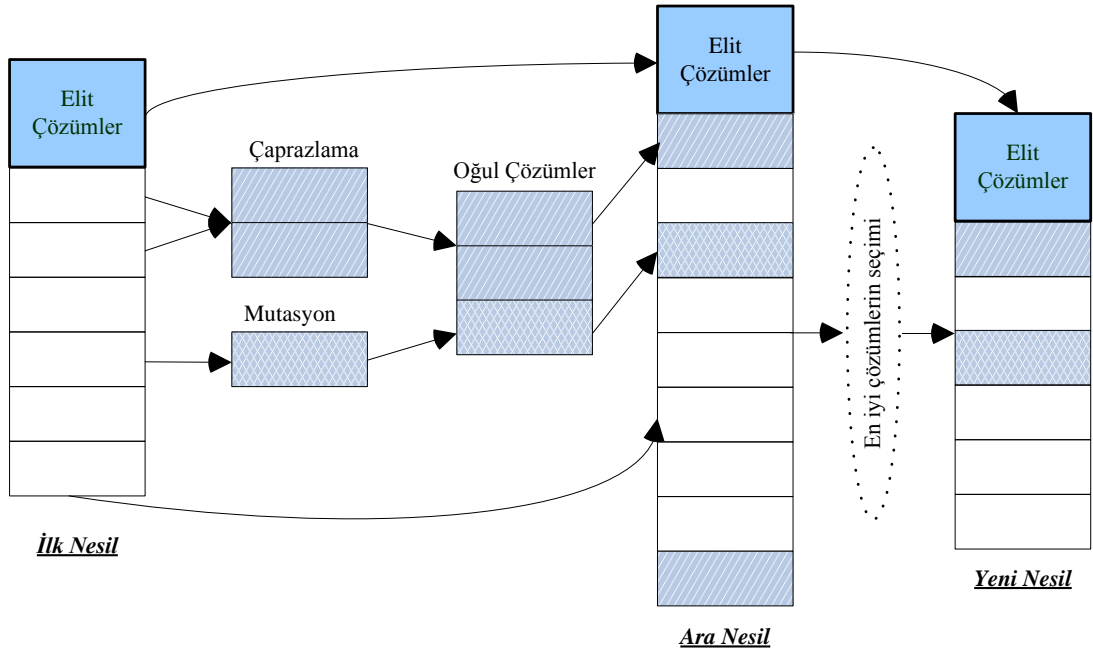 Elit
Çözümler
Elit
Çözümler
Elit
Çözümler
Çaprazlama
Oğul Çözümler
Mutasyon
En iyi çözümlerin seçimi
İlk Nesil
Yeni Nesil
Ara Nesil